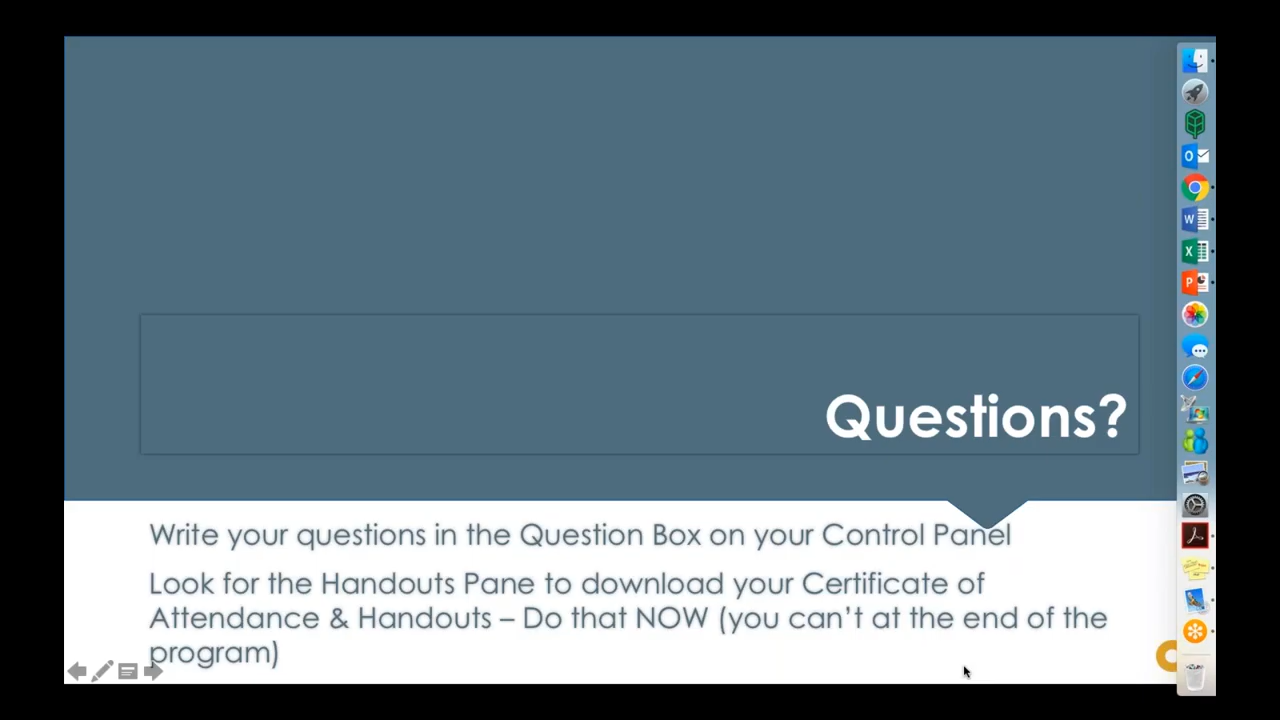 Questions?
Write your questions in the Question Box on your Control Panel
Look for the Handouts Pane to download your Certificate of
Attendance & Handouts – Do that NOW (you can’t at the end of the
program)